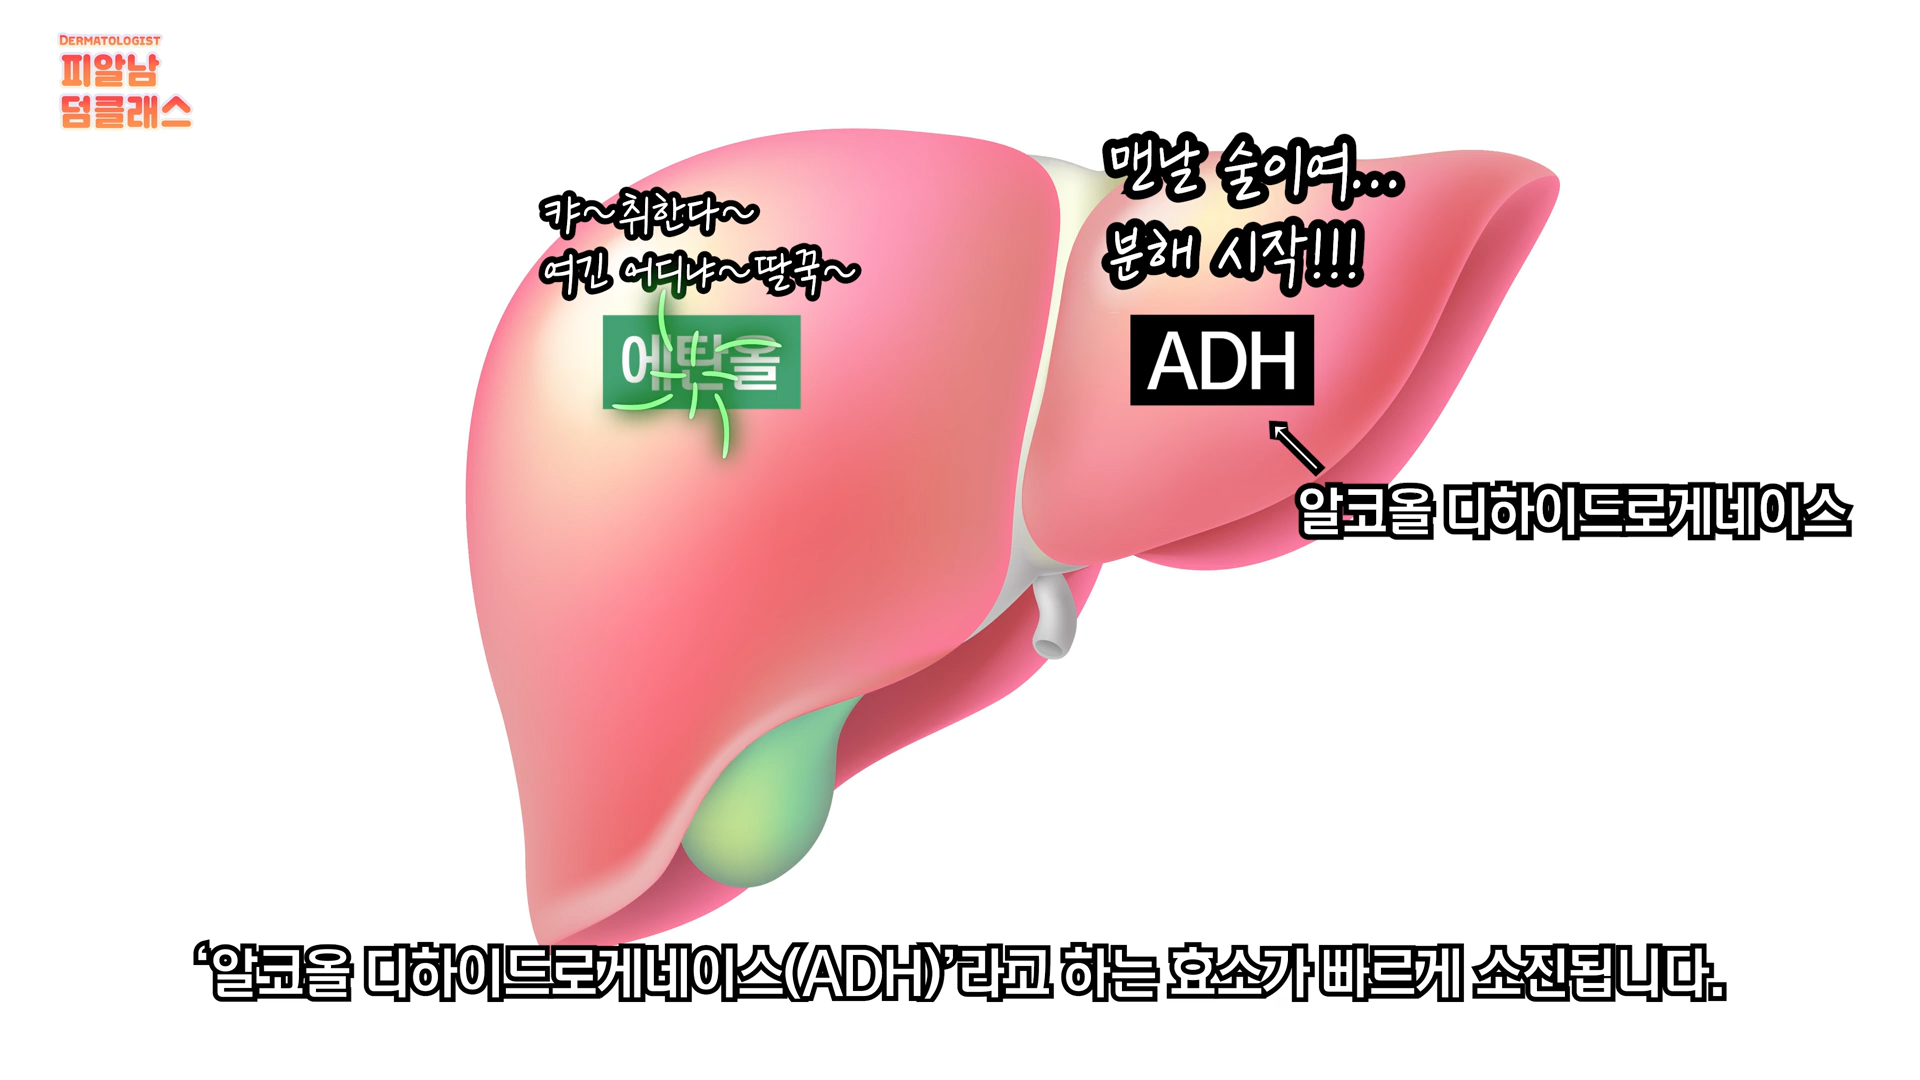 DERMATOLOGIST
피알남
덤클래스
캬~취한다~
여긴 어디냐~딸꾹~
에탄올
맨날 술이여...
분해 시작!!!
ADH
알코올 디하이드로게네이스
‘알코올 디하이드로게네이스(ADH)’라고 하는 효소가 빠르게 소진됩니다.